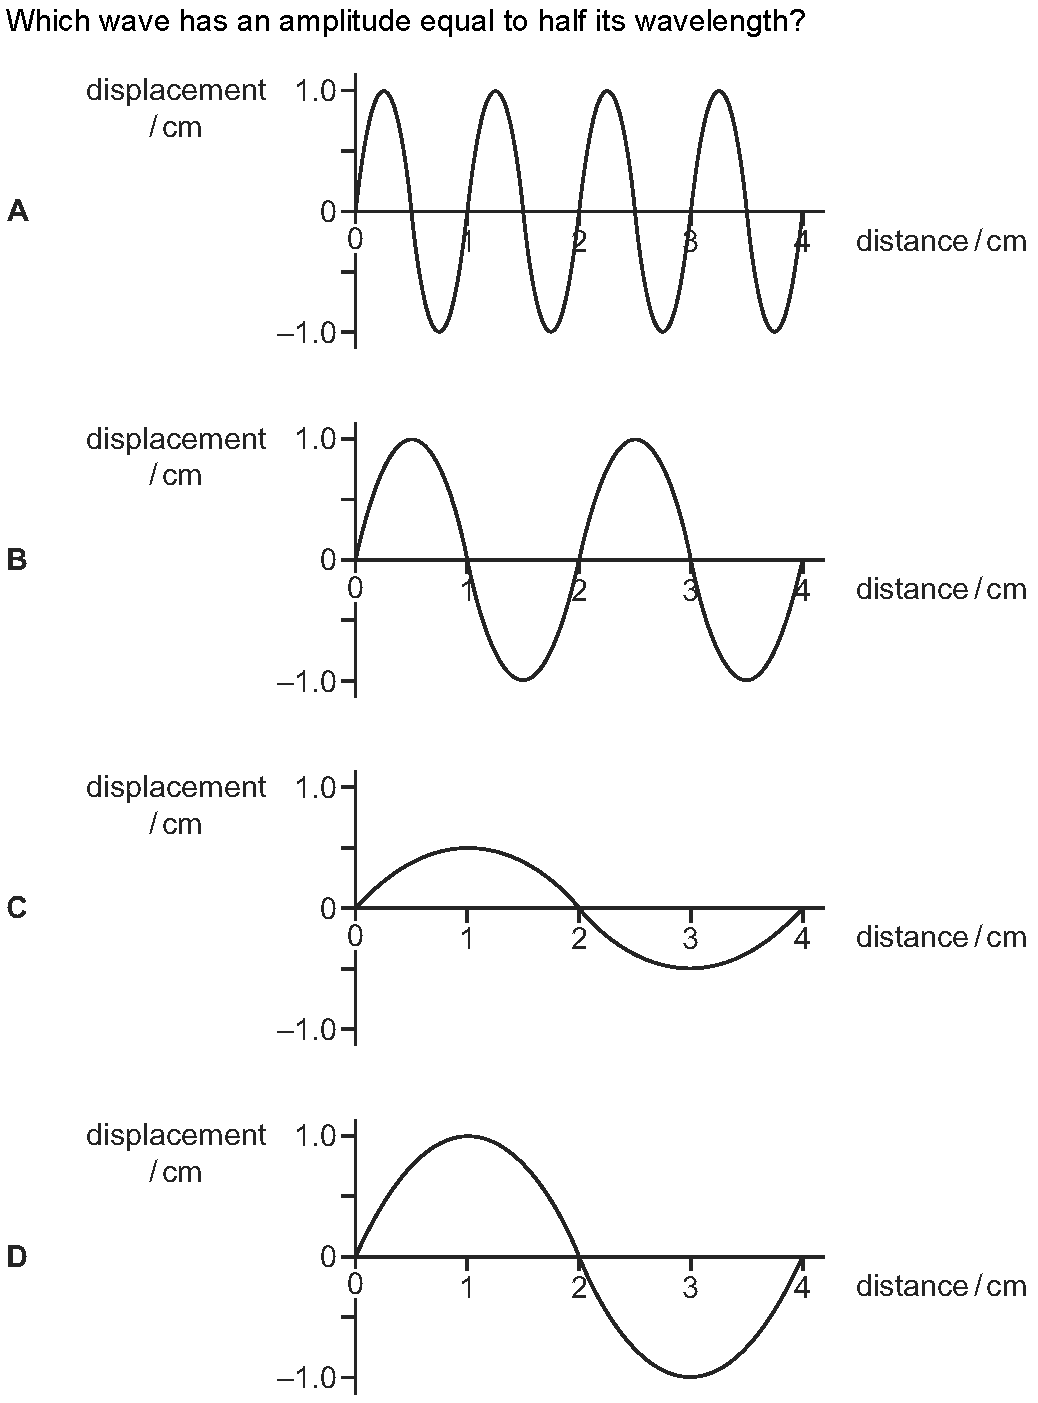 Which wave has an amplitude equal to half its wavelength?
displacement 1.0
/cm
A
0
0 1 2 3 4 distance/cm
–1.0
displacement 1.0
/cm
B
0
0 1 2 3 4 distance/cm
–1.0
displacement 1.0
/cm
C
0
0 1 2 3 4 distance/cm
–1.0
displacement 1.0
/cm
D
0
0 1 2 3 4 distance/cm
–1.0